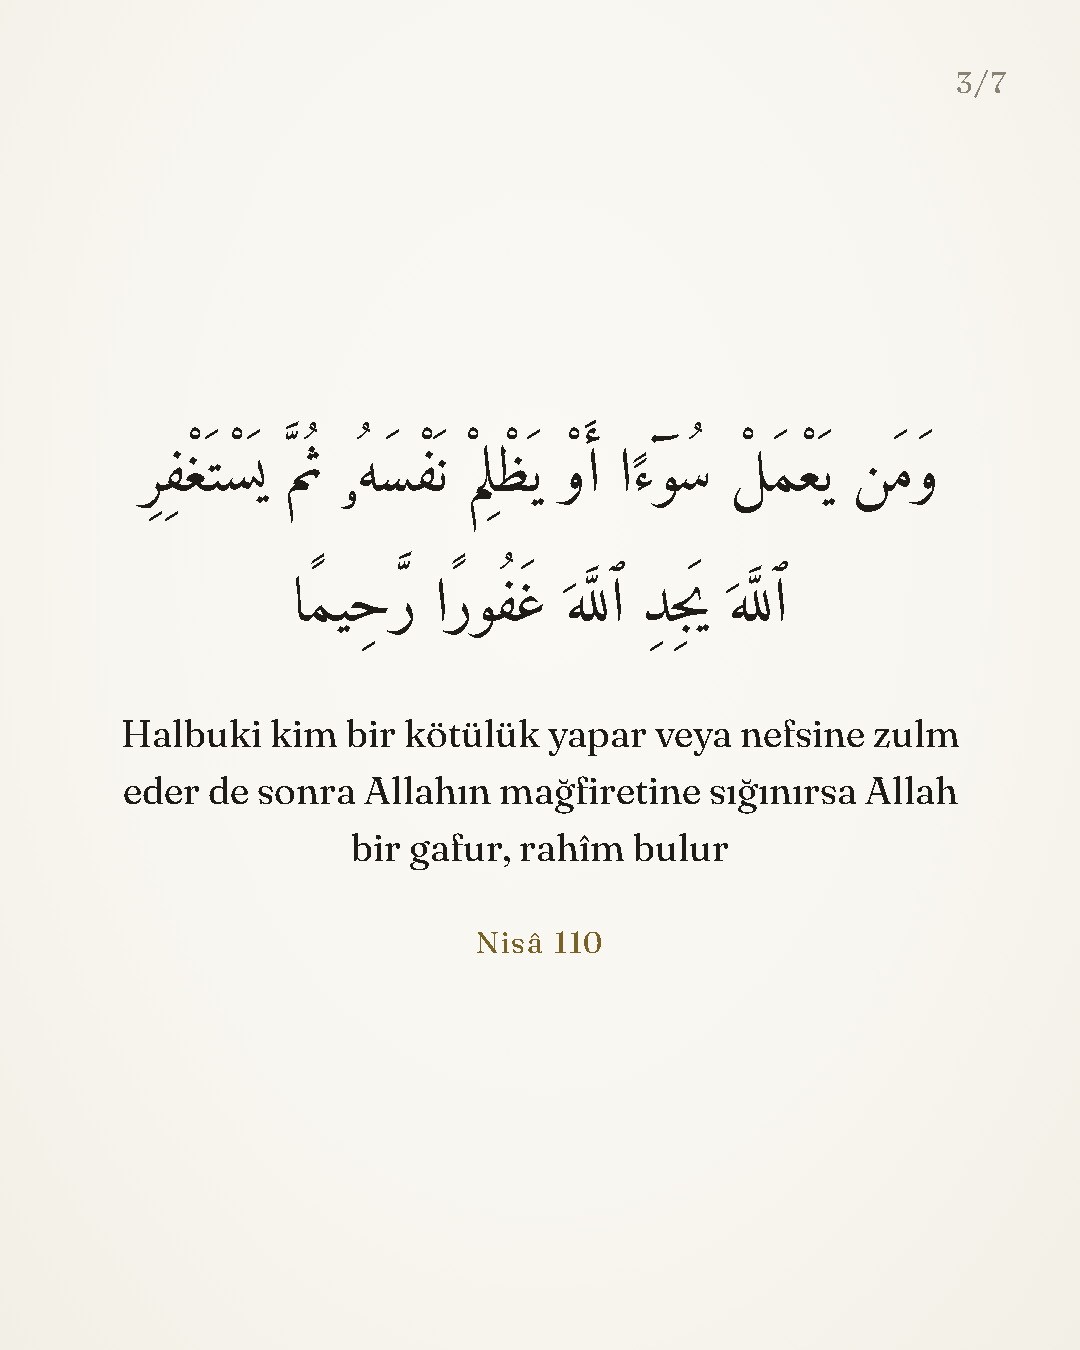 3/7
وَمَن يَعْمَلْ سُوٓءًا أَوْ يَظْلِمْ نَفْسَهُۥ ثُمَّ يَسْتَغْفِرِ
ٱللَّهَ يَجِدِ ٱللَّهَ غَفُورًا رَّحِيمًا
Halbuki kim bir kötülük yapar veya nefsine zulm
eder de sonra Allahın mağfiretine sığınırsa Allah
bir gafur, rahîm bulur
Nisâ 110